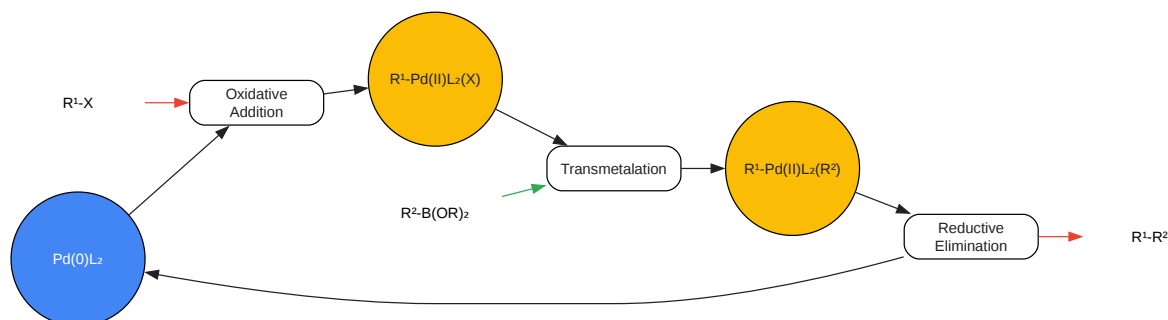 R¹-X
Oxidative
Addition
R¹-Pd(II)L₂(X)
Transmetalation
R¹-Pd(II)L₂(R²)
R²-B(OR)₂
Reductive
Elimination
R¹-R²
Pd(0)L₂